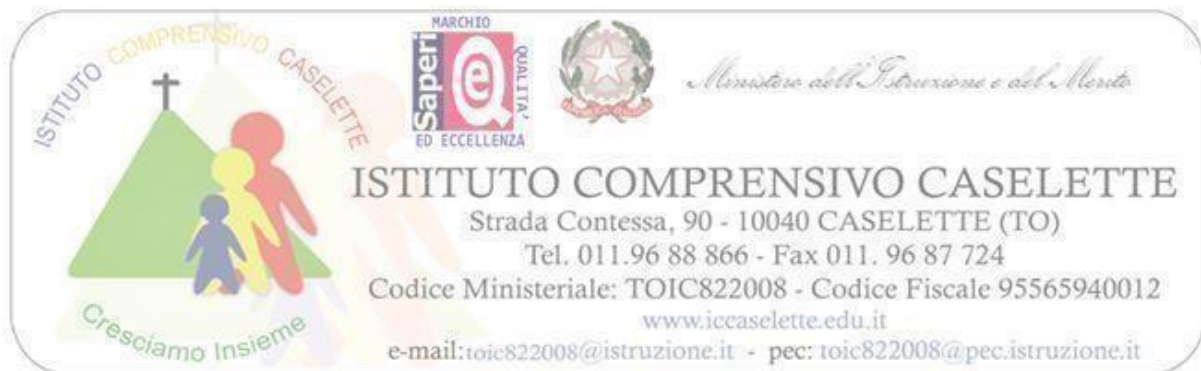 ISTITUTO COMPRENSIVO CASELETTE
Cresciamo Insieme
MARCHIO
Saperi
QUALITA'
ED ECCELLENZA
Ministero dell'Istruzione e del Merito
ISTITUTO COMPRENSIVO CASELETTE
Strada Contessa, 90 - 10040 CASELETTE (TO)
Tel. 011.96 88 866 - Fax 011. 96 87 724
Codice Ministeriale: TOIC822008 - Codice Fiscale 95565940012
www.iccaselette.edu.it
e-mail:toic822008@istruzione.it - pec: toic822008@pec.istruzione.it